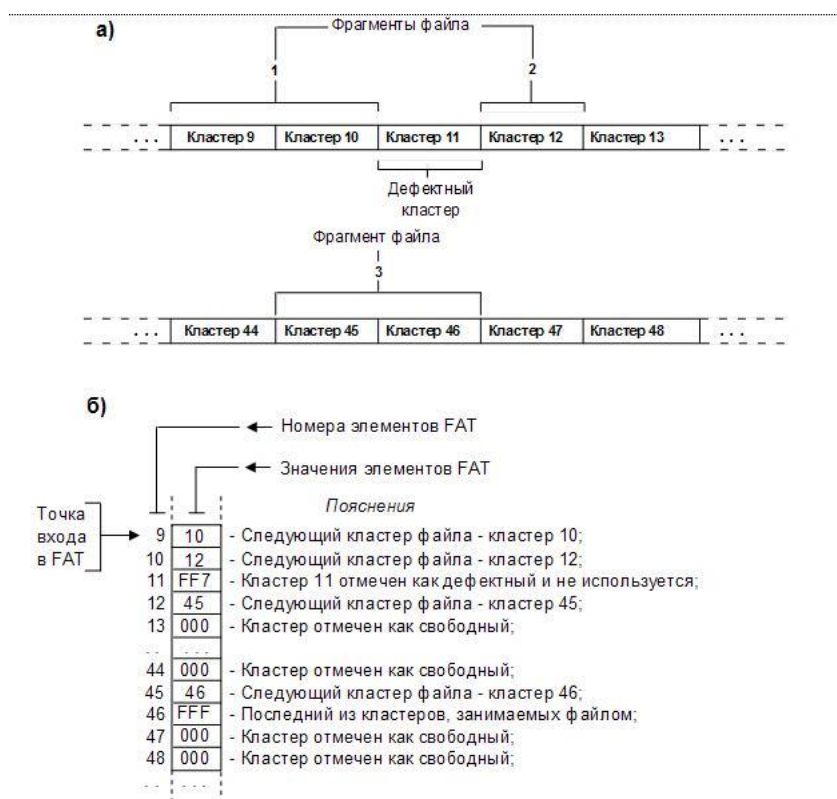 а)
Фрагменты файла
1 2
. . . Кластер 9 Кластер 10 Кластер 11 Кластер 12 Кластер 13 . . .
Дефектный
кластер
Фрагмент файла
3
. . . Кластер 44 Кластер 45 Кластер 46 Кластер 47 Кластер 48 . . .
б)
Номера элементов FAT
Значения элементов FAT
Пояснения
Точка
входа
в FAT
9 10 - Следующий кластер файла - кластер 10;
10 12 - Следующий кластер файла - кластер 12;
11 FF7 - Кластер 11 отмечен как дефектный и не используется;
12 45 - Следующий кластер файла - кластер 45;
13 000 - Кластер отмечен как свободный;
. . . . .
44 000 - Кластер отмечен как свободный;
45 46 - Следующий кластер файла - кластер 46;
46 FFF - Последний из кластеров, занимаемых файлом;
47 000 - Кластер отмечен как свободный;
48 000 - Кластер отмечен как свободный;
. . . . .